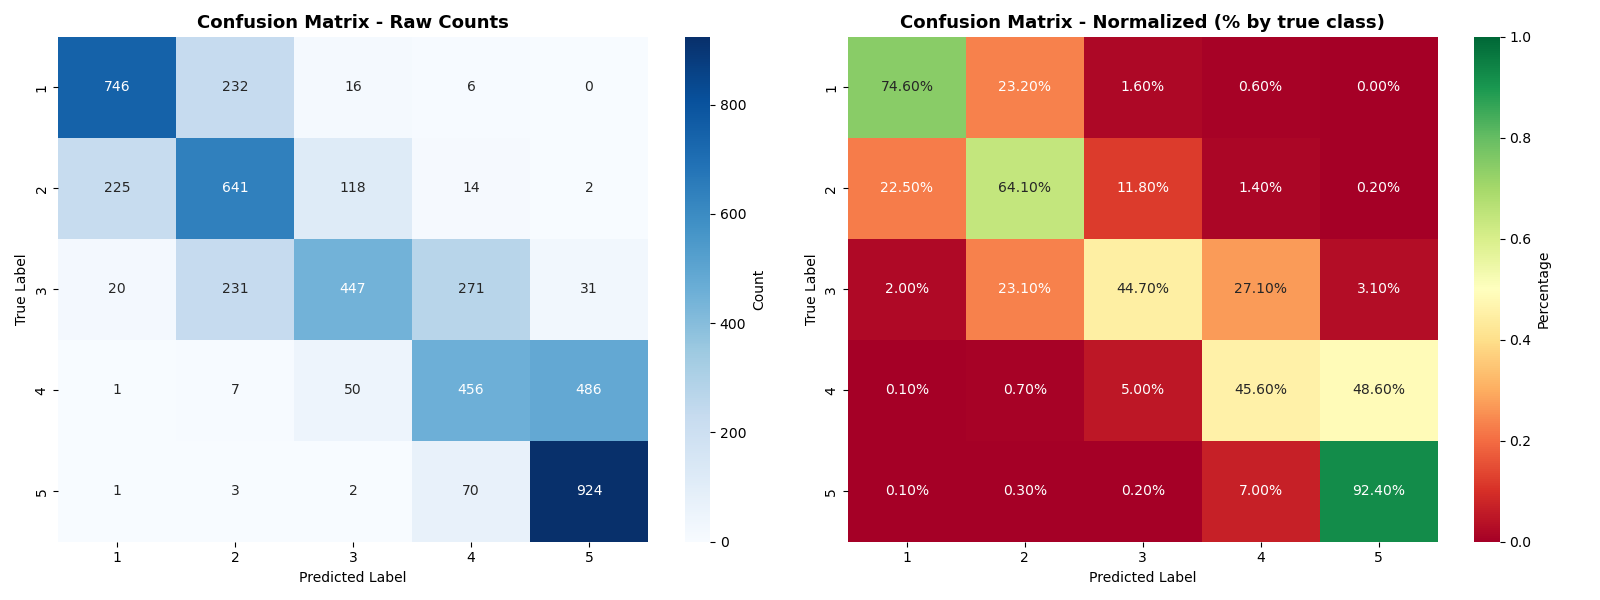 Confusion Matrix - Raw Counts
1 746 232 16 6 0
2 225 641 118 14 2
3 20 231 447 271 31
4 1 7 50 456 486
5 1 3 2 70 924
1 2 3 4 5
True Label
Predicted Label
800
600
400
200
0
Count
Confusion Matrix - Normalized (% by true class)
1 74.60% 23.20% 1.60% 0.60% 0.00%
2 22.50% 64.10% 11.80% 1.40% 0.20%
3 2.00% 23.10% 44.70% 27.10% 3.10%
4 0.10% 0.70% 5.00% 45.60% 48.60%
5 0.10% 0.30% 0.20% 7.00% 92.40%
1 2 3 4 5
True Label
Predicted Label
1.0
0.8
0.6
0.4
0.2
0.0
Percentage